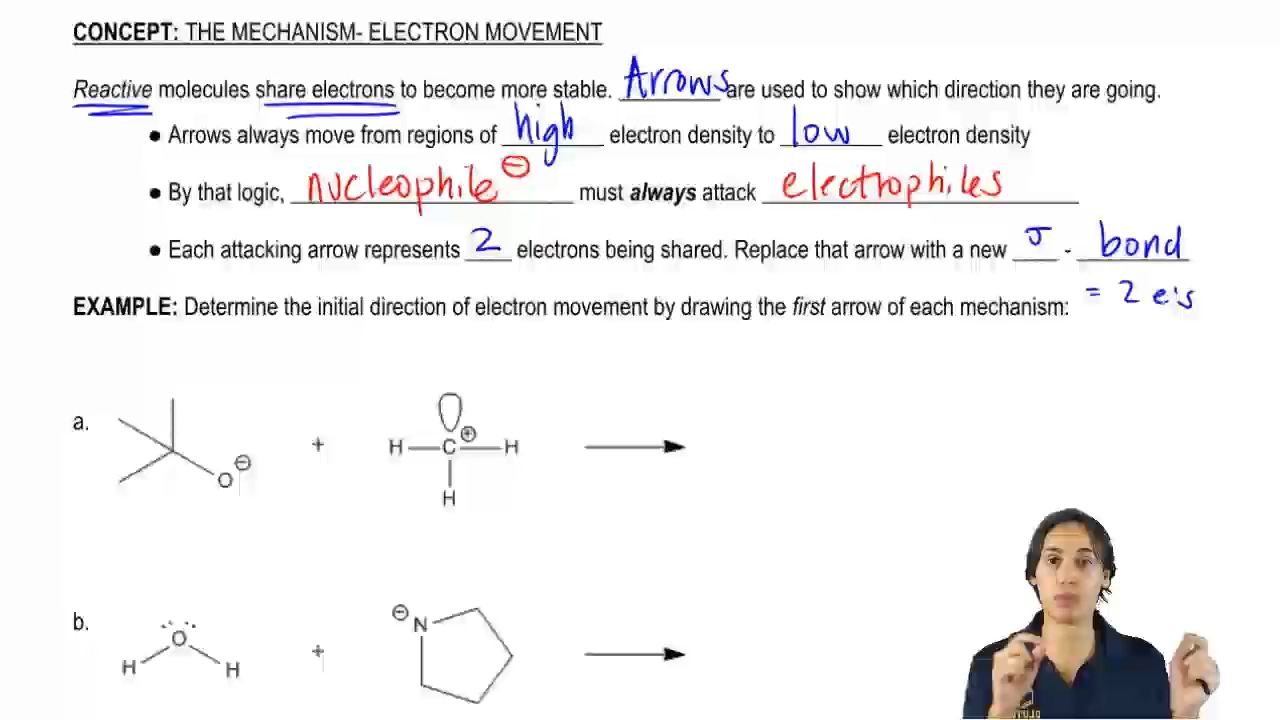 CONCEPT: THE MECHANISM- ELECTRON MOVEMENT
Reactive molecules share electrons to become more stable. Arrows are used to show which direction they are going.
● Arrows always move from regions of high electron density to low electron density
● By that logic, nucleophile ⊖ must always attack electrophiles
● Each attacking arrow represents 2 electrons being shared. Replace that arrow with a new σ - bond
= 2 e's
EXAMPLE: Determine the initial direction of electron movement by drawing the first arrow of each mechanism:
a. O ⊖ + H C ⊕ H H
b. H O H + ⊖ N